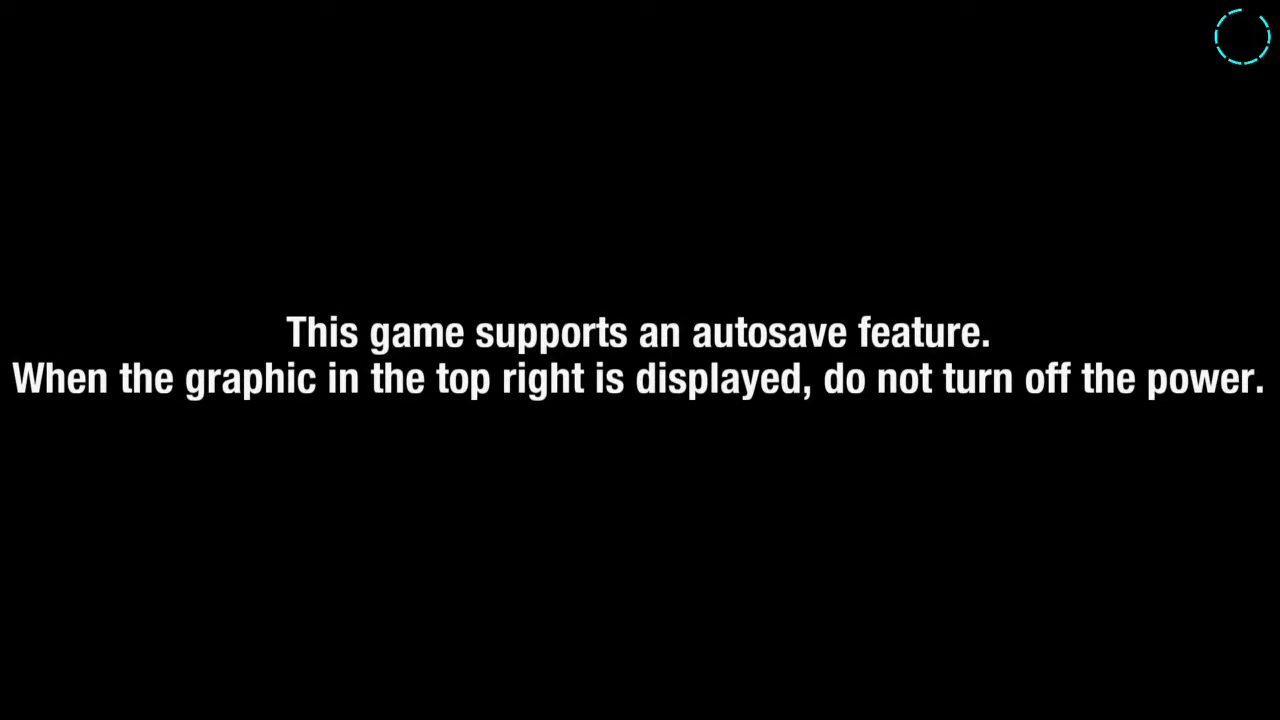 This game supports an autosave feature.
When the graphic in the top right is displayed, do not turn off the power.